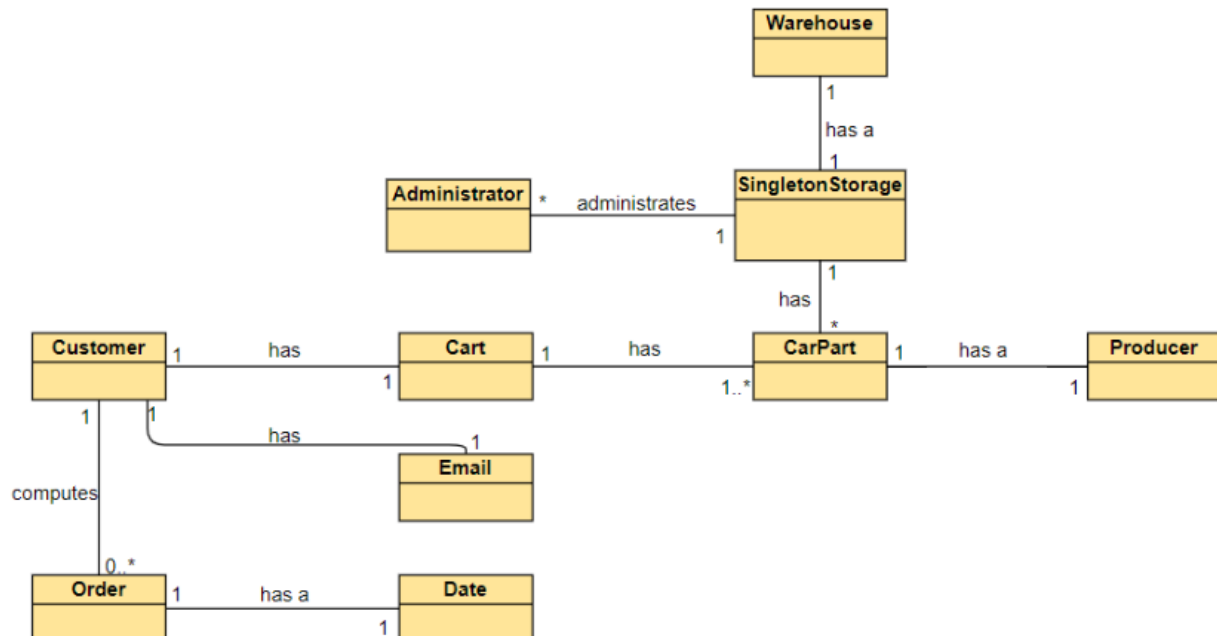 Warehouse
1
has a
1
SingletonStorage
Administrator
* administrates
1
1
has
*
Customer
1 has
1
Cart
1 has
1..*
CarPart
1 has a
1
Producer
1
1
has
1
Email
computes
0..*
Order
1 has a
1
Date